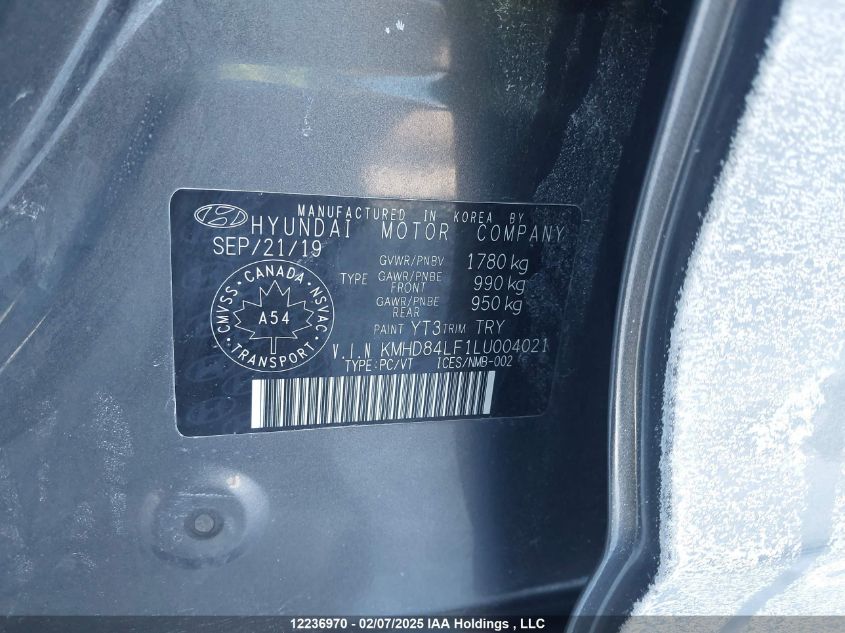 MANUFACTURED IN KOREA BY
HYUNDAI MOTOR COMPANY
SEP/21/19
GVWR/PNBV 1780 kg
TYPE GAWR/PNBE FRONT 990 kg
GAWR/PNBE REAR 950 kg
PAINT YT3 TRIM TRY
CANADA
CMVSS NSVAC
A54
TRANSPORT
V.I.N KMHD84LF1LU004021
TYPE:PC/VT ICES/NMB-002
12236970 - 02/07/2025 IAA Holdings , LLC